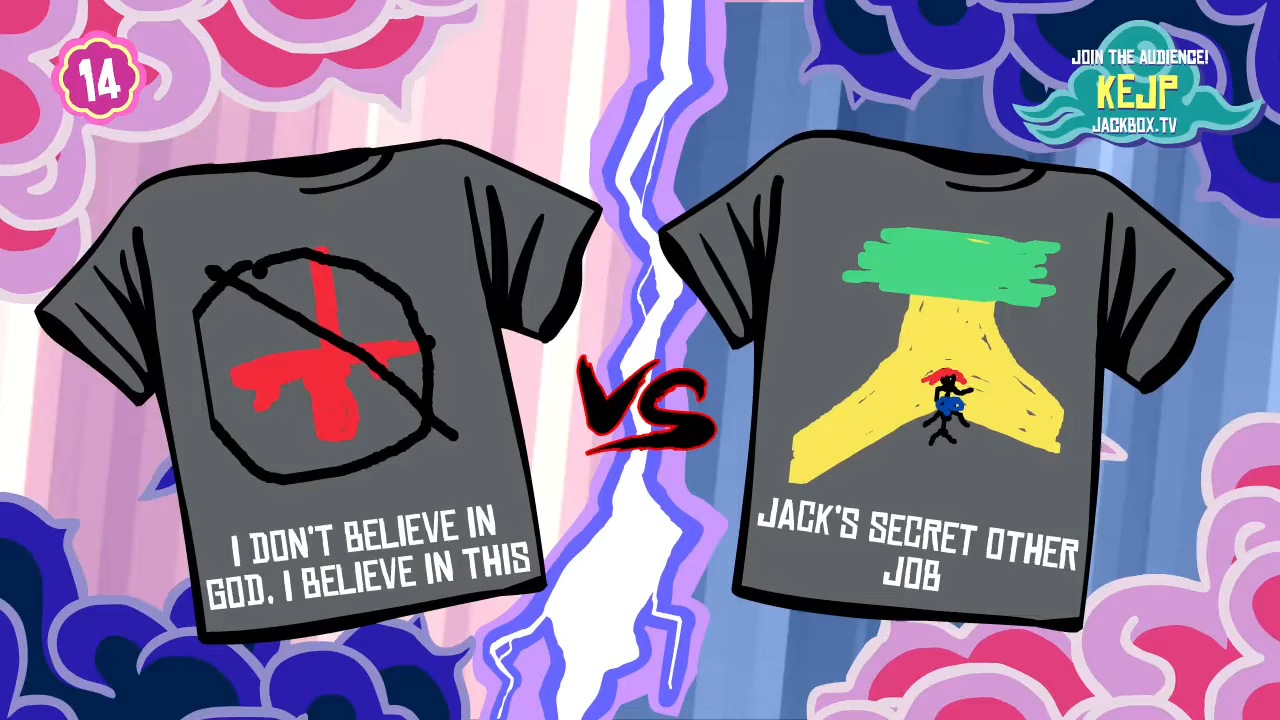 14
JOIN THE AUDIENCE!
KEJP
JACKBOX.TV
VS
I DON'T BELIEVE IN
GOD, I BELIEVE IN THIS
JACK'S SECRET OTHER
JOB